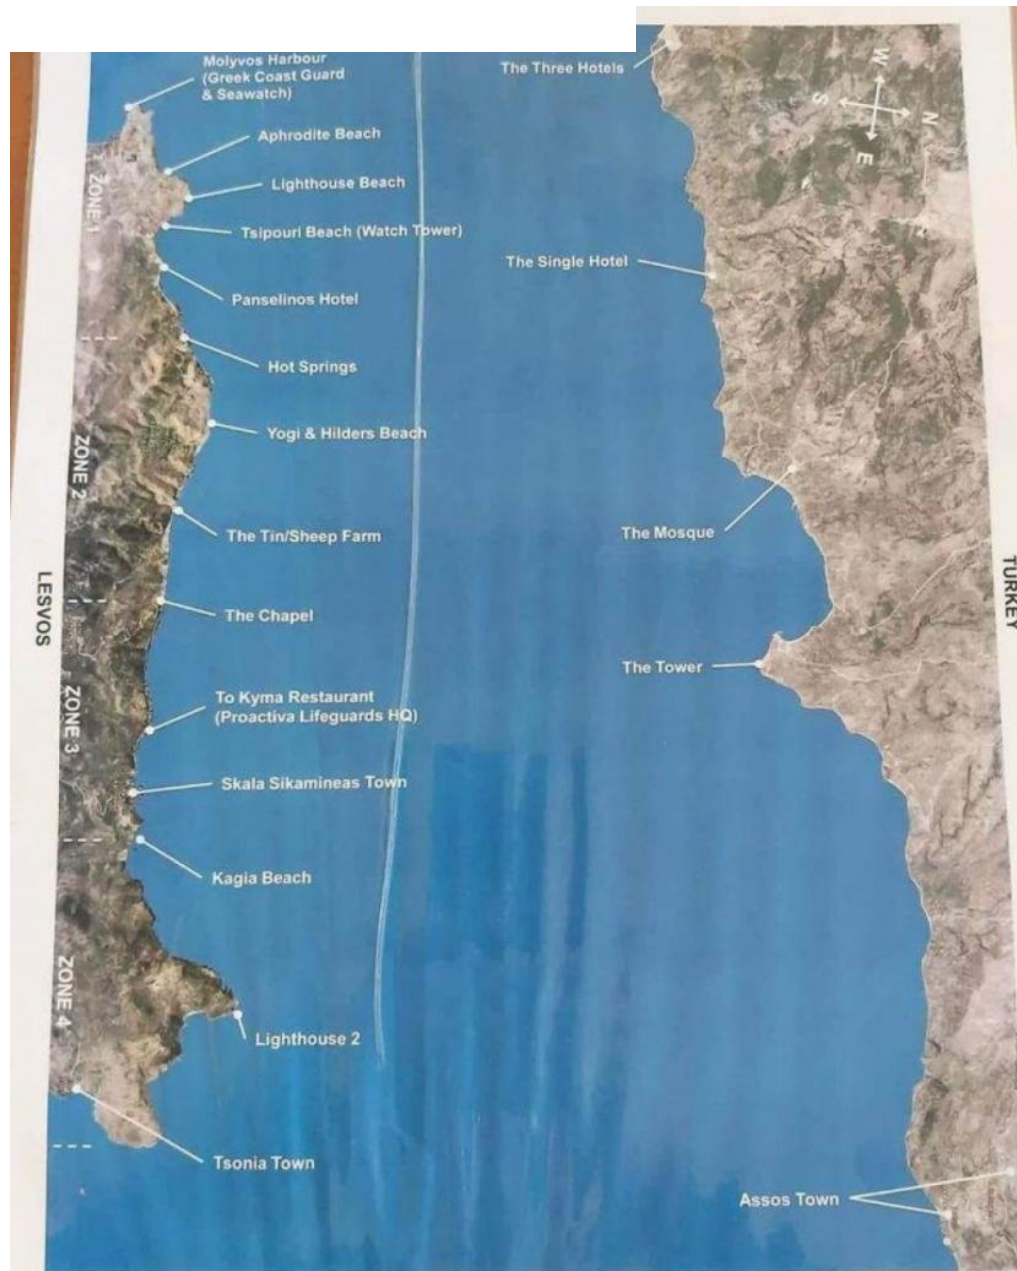 Molyvos Harbour
(Greek Coast Guard
& Seawatch)
The Three Hotels
W
S
N
E
Aphrodite Beach
ZONE 1
Lighthouse Beach
Tsipouri Beach (Watch Tower)
The Single Hotel
Panselinos Hotel
Hot Springs
Yogi & Hilders Beach
ZONE 2
The Tin/Sheep Farm
The Mosque
LESVOS
TURKEY
The Chapel
The Tower
ZONE 3
To Kyma Restaurant
(Proactiva Lifeguards HQ)
Skala Sikamineas Town
Kagia Beach
ZONE 4
Lighthouse 2
Tsonia Town
Assos Town